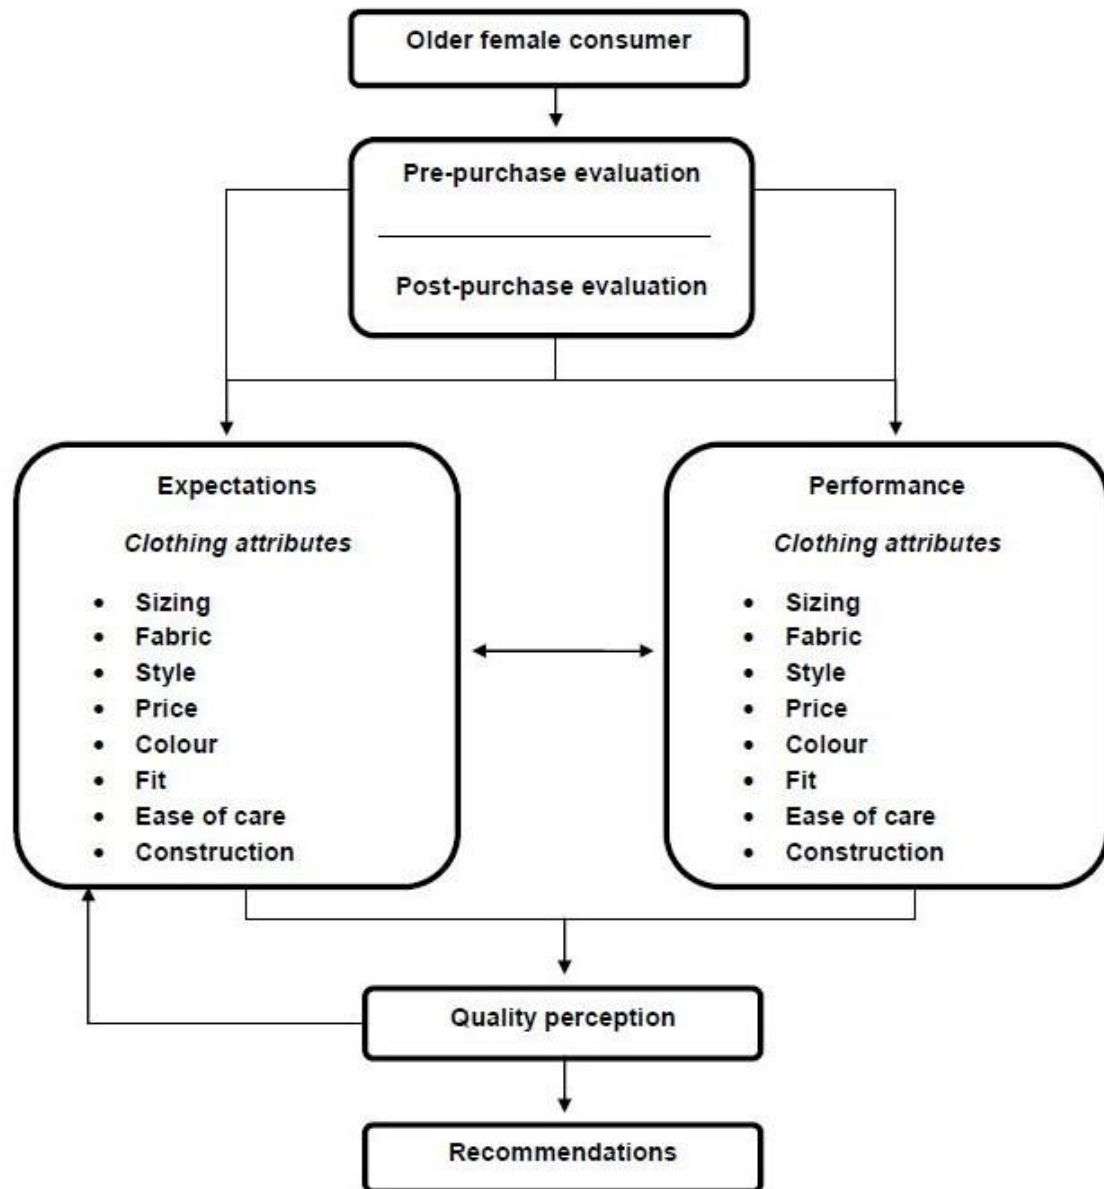 Older female consumer
Pre-purchase evaluation
Post-purchase evaluation
Expectations
Clothing attributes
• Sizing
• Fabric
• Style
• Price
• Colour
• Fit
• Ease of care
• Construction
Performance
Clothing attributes
• Sizing
• Fabric
• Style
• Price
• Colour
• Fit
• Ease of care
• Construction
Quality perception
Recommendations